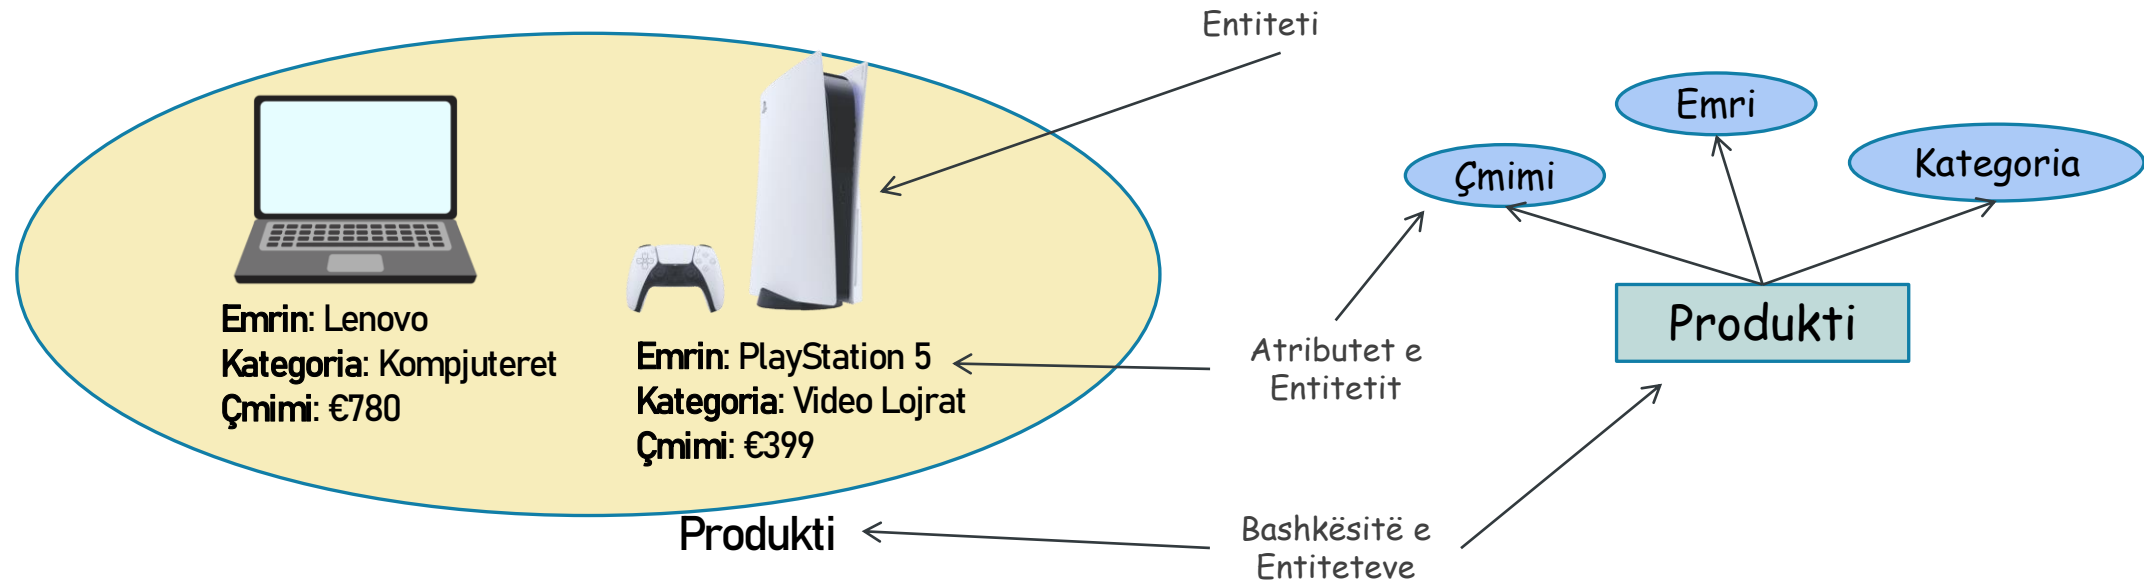 Entiteti
Emri
Çmimi
Kategoria
Produkti
Emrin: Lenovo
Kategoria: Kompjuteret
Çmimi: €780
Emrin: PlayStation 5
Kategoria: Video Lojrat
Çmimi: €399
Atributet e
Entitetit
Produkti
Bashkësitë e
Entiteteve